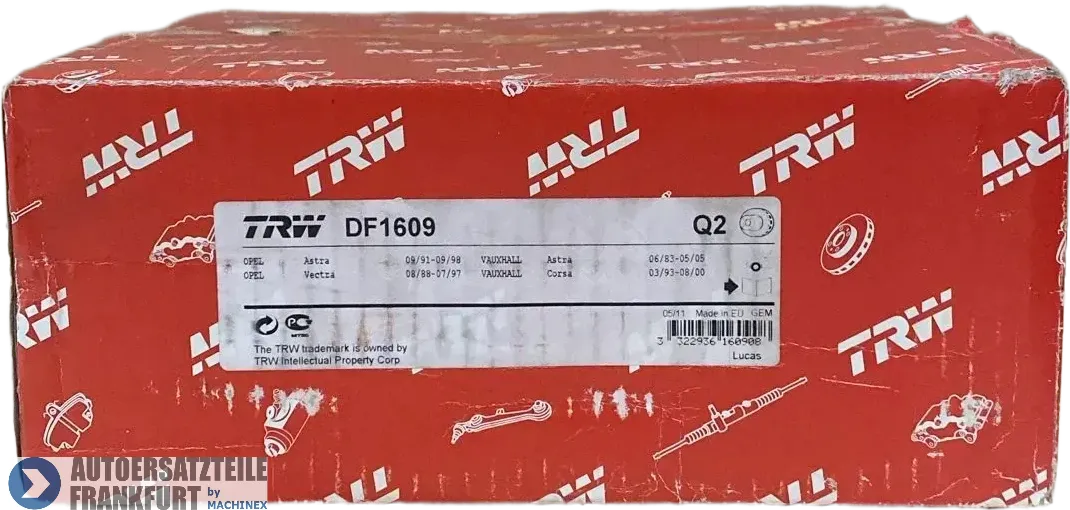 TRW TRW TRW TRW TRW
TRW DF1609 Q2
OPEL Astra 09/91-09/98 VAUXHALL Astra 06/83-05/05
OPEL Vectra 08/88-07/97 VAUXHALL Corsa 03/93-08/00
05/11 Made in EU GEM
The TRW trademark is owned by
TRW Intellectual Property Corp
3 322936 160908
Lucas
TRW TRW
AUTOERSATZTEILE
FRANKFURT by
MACHINEX